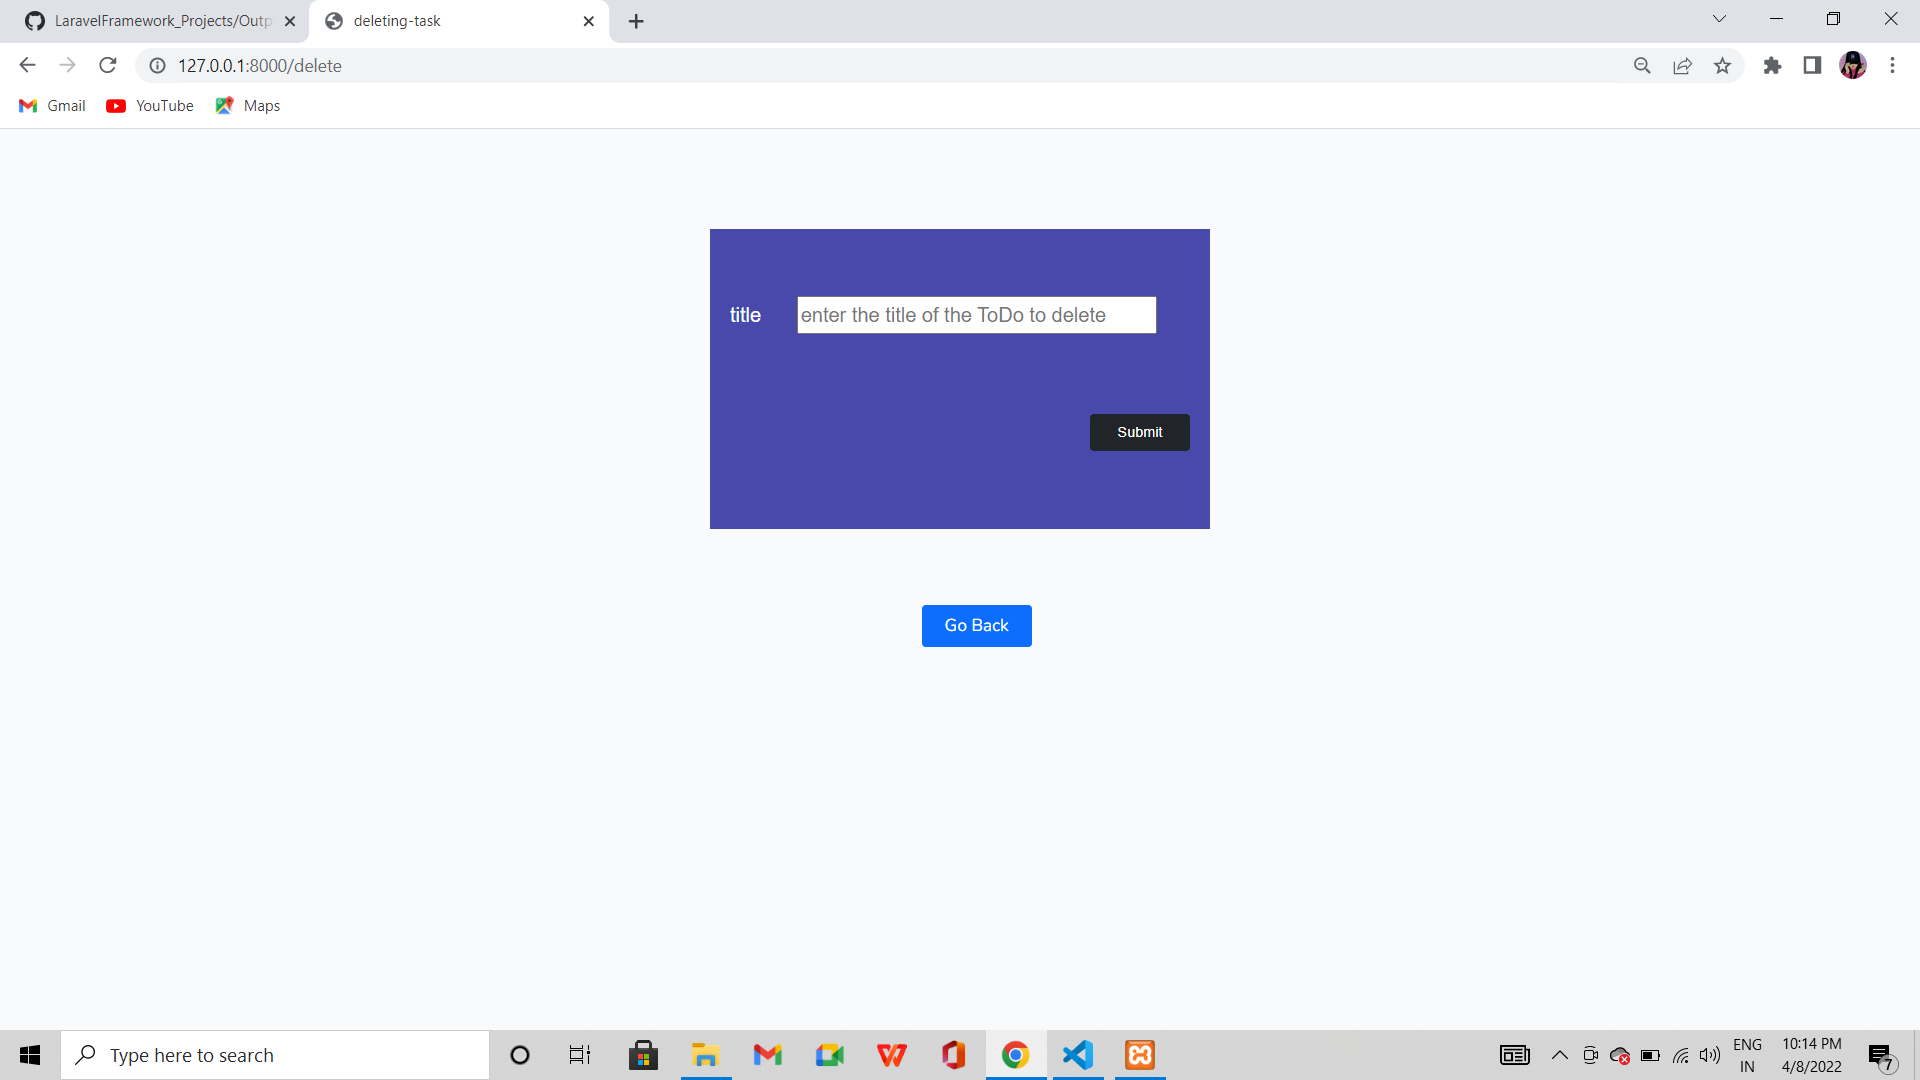 LaravelFramework_Projects/Outp
deleting-task
127.0.0.1:8000/delete
Gmail
YouTube
Maps
title
enter the title of the ToDo to delete
Submit
Go Back
Type here to search
ENG
IN
10:14 PM
4/8/2022
7